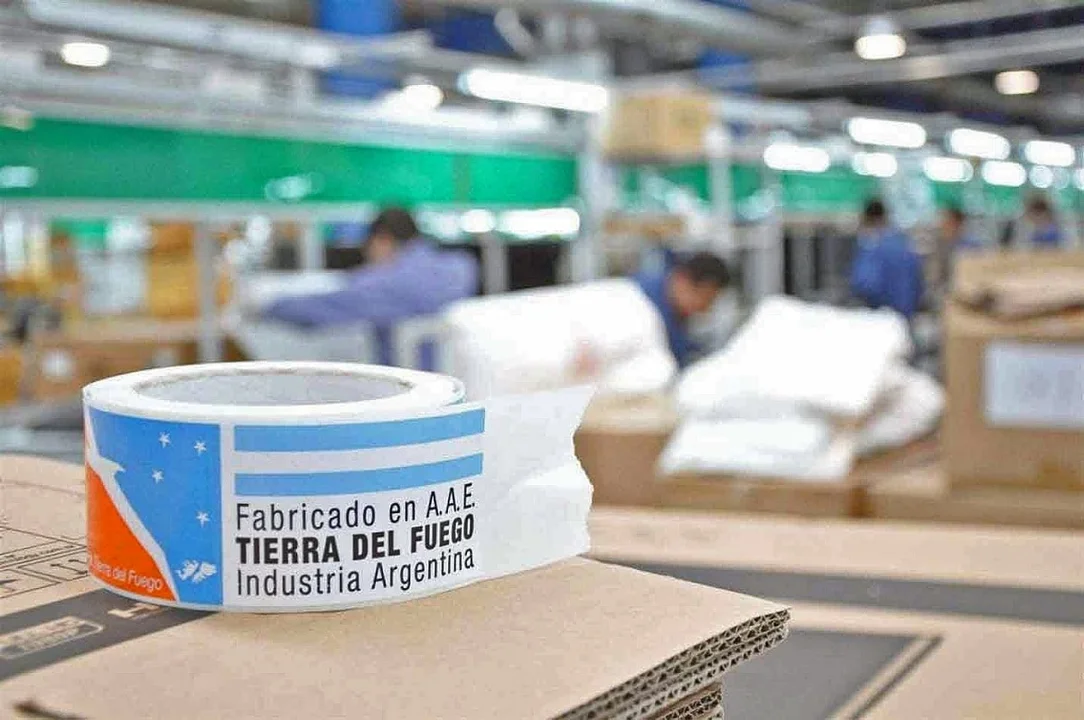 Fabricado en A.A.E.
TIERRA DEL FUEGO
Industria Argentina
Tierra del Fuego